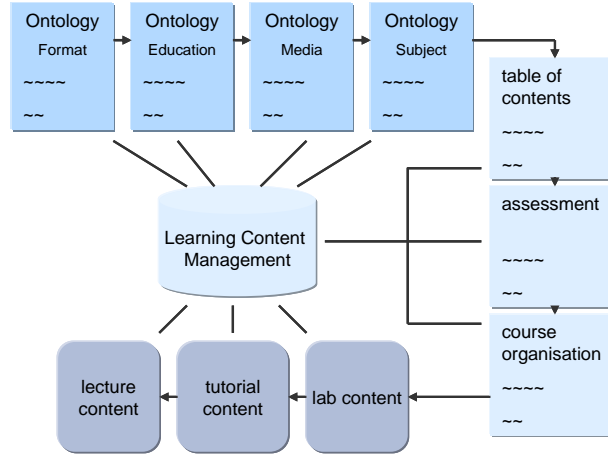 Ontology
Format
~~~~
~~
Ontology
Education
~~~~
~~
Ontology
Media
~~~~
~~
Ontology
Subject
~~~~
~~
table of
contents
~~~~
~~
assessment
~~~~
~~
course
organisation
~~~~
~~
Learning Content
Management
lecture
content
tutorial
content
lab content